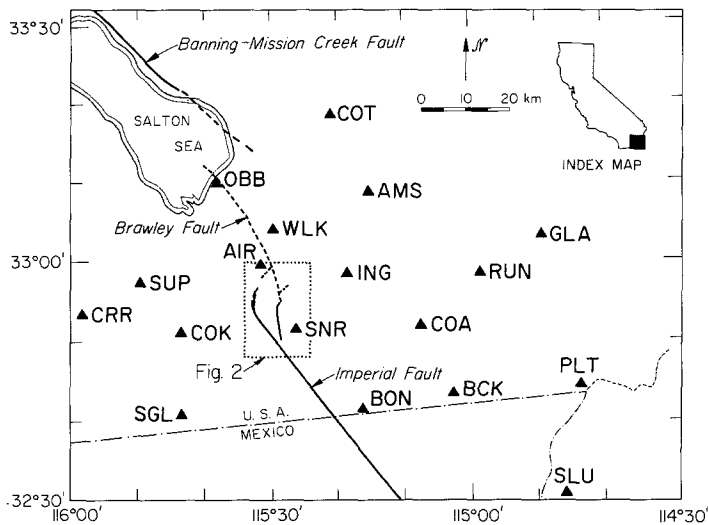 33°30'
Banning-Mission Creek Fault
N
0 10 20 km
SALTON
SEA
COT
INDEX MAP
OBB
AMS
Brawley Fault
WLK
GLA
AIR
33°00'
ING
RUN
SUP
CRR
COK
SNR
COA
Fig. 2
Imperial Fault
PLT
BCK
BON
SGL
U.S.A.
MEXICO
SLU
32°30'
116°00'
115°30'
115°00'
114°30'